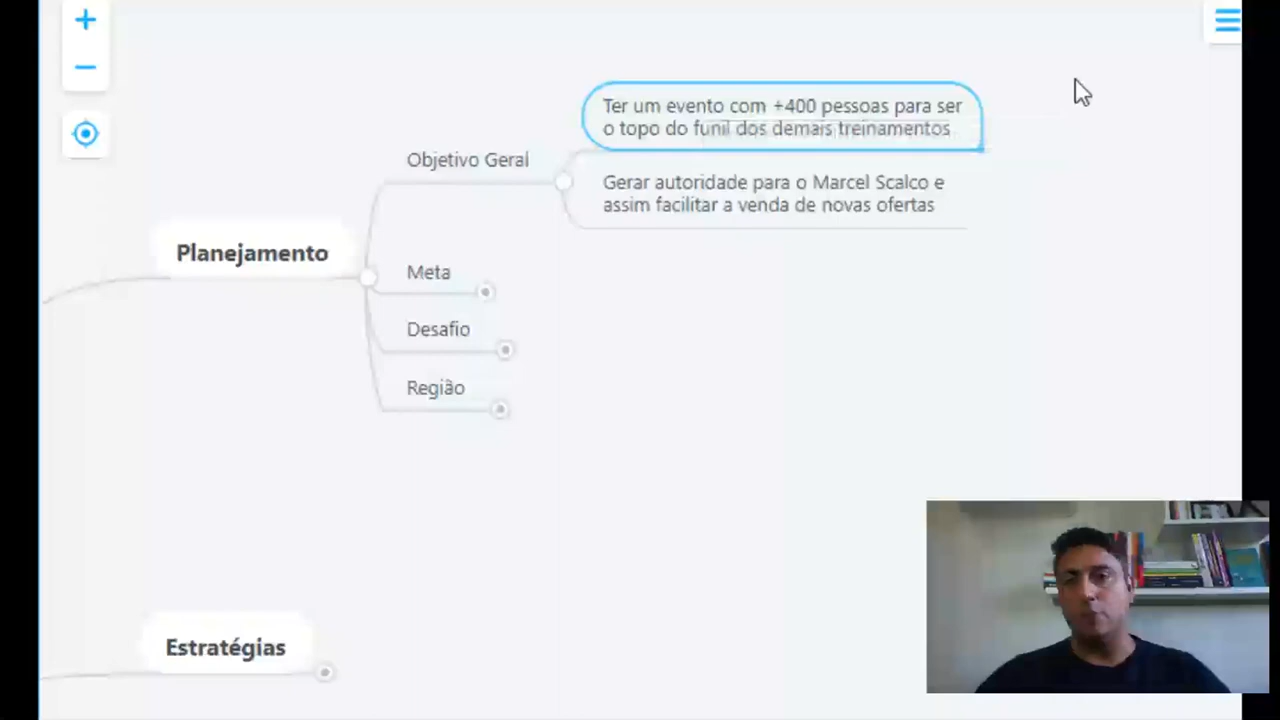 Ter um evento com +400 pessoas para ser
o topo do funil dos demais treinamentos
Objetivo Geral
Gerar autoridade para o Marcel Scalco e
assim facilitar a venda de novas ofertas
Planejamento
Meta
Desafio
Região
Estratégias